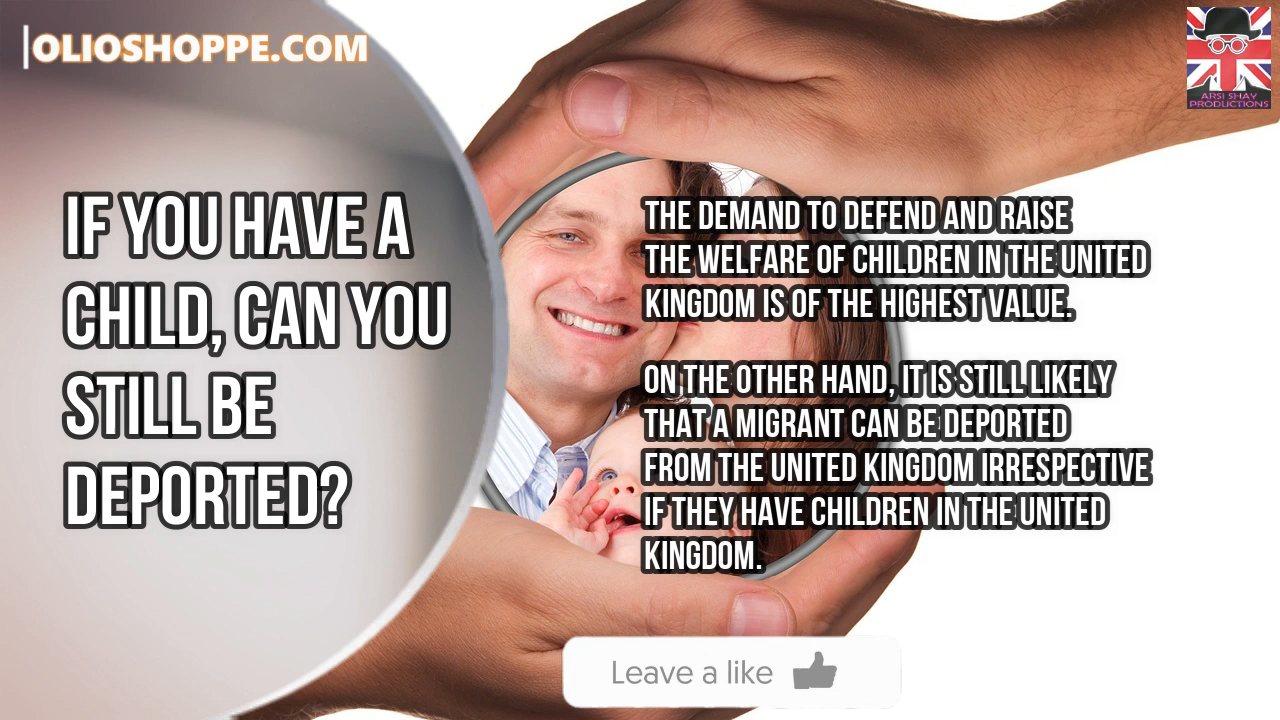 |OLIOSHOPPE.COM
ARSI SHAY
PRODUCTIONS
IF YOU HAVE A
CHILD, CAN YOU
STILL BE
DEPORTED?
THE DEMAND TO DEFEND AND RAISE
THE WELFARE OF CHILDREN IN THE UNITED
KINGDOM IS OF THE HIGHEST VALUE.
ON THE OTHER HAND, IT IS STILL LIKELY
THAT A MIGRANT CAN BE DEPORTED
FROM THE UNITED KINGDOM IRRESPECTIVE
IF THEY HAVE CHILDREN IN THE UNITED
KINGDOM.
Leave a like